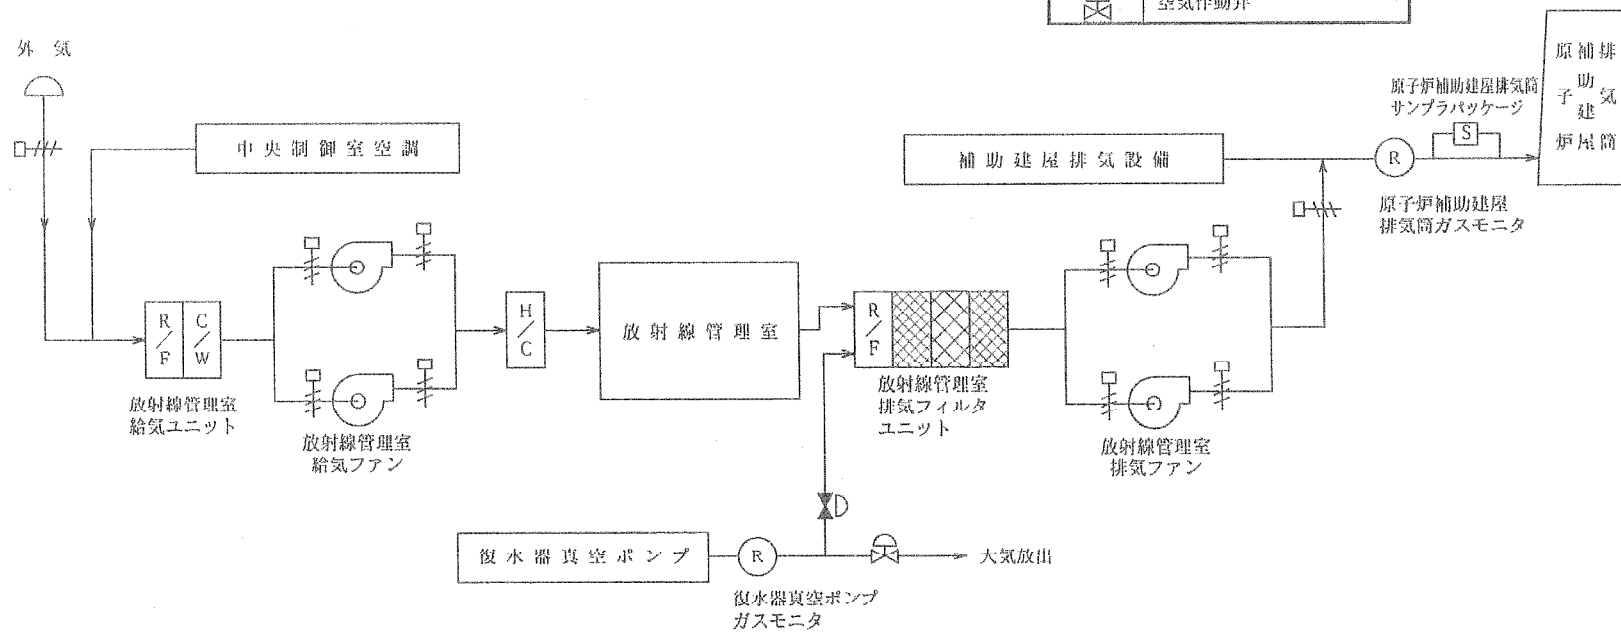 空気作動弁
外 気
中央制御室空調
R/F
C/W
放射線管理室
給気ユニット
放射線管理室
給気ファン
H/C
放射線管理室
R/F
放射線管理室
排気フィルタ
ユニット
放射線管理室
排気ファン
補助建屋排気設備
R
原子炉補助建屋排気筒
サンプラパッケージ
S
原子炉補助建屋
排気筒ガスモニタ
原子炉
補助建屋
排気筒
復水器真空ポンプ
R
復水器真空ポンプ
ガスモニタ
大気放出